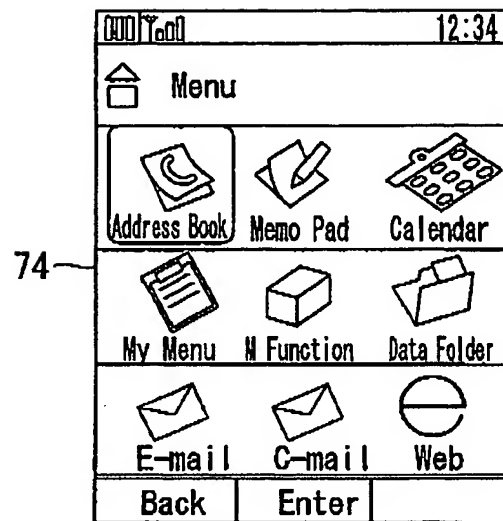 12:34
Menu
Address Book Memo Pad Calendar
74
My Menu M Function Data Folder
E-mail C-mail Web
Back Enter